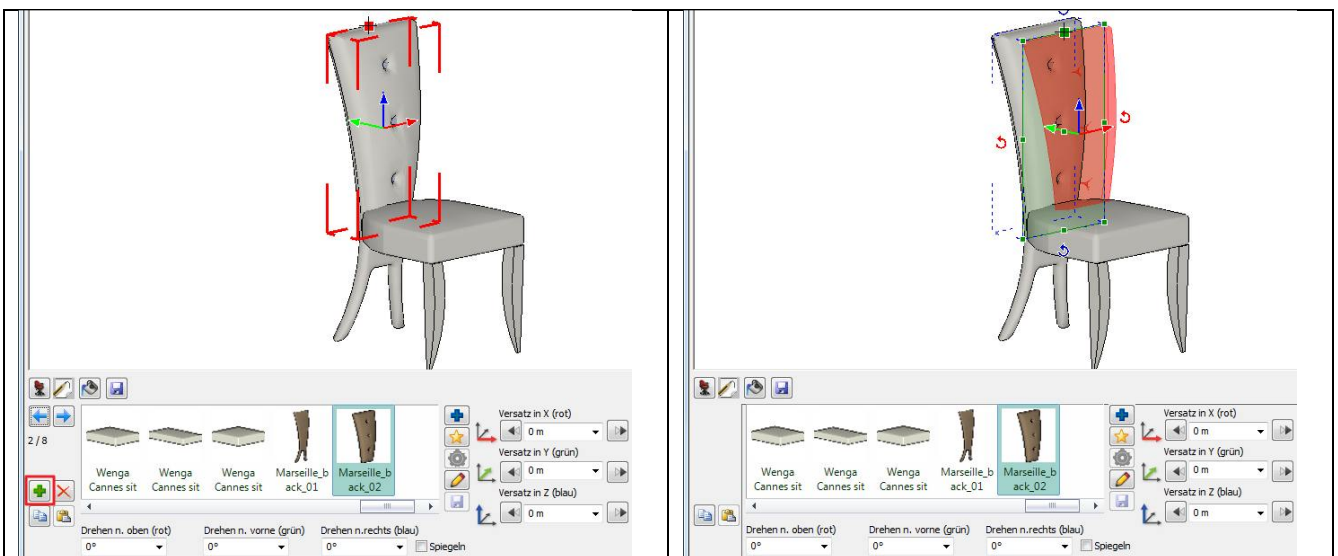 2 / 8
Wenga
Cannes sit
Wenga
Cannes sit
Wenga
Cannes sit
Marseille_b
ack_01
Marseille_b
ack_02
Versatz in X (rot)
0 m
Versatz in Y (grün)
0 m
Versatz in Z (blau)
0 m
Drehen n. oben (rot)
0°
Drehen n. vorne (grün)
0°
Drehen n.rechts (blau)
0°
Spiegeln
Wenga
Cannes sit
Wenga
Cannes sit
Wenga
Cannes sit
Marseille_b
ack_01
Marseille_b
ack_02
Versatz in X (rot)
0 m
Versatz in Y (grün)
0 m
Versatz in Z (blau)
0 m
Drehen n. oben (rot)
0°
Drehen n. vorne (grün)
0°
Drehen n.rechts (blau)
0°
Spiegeln